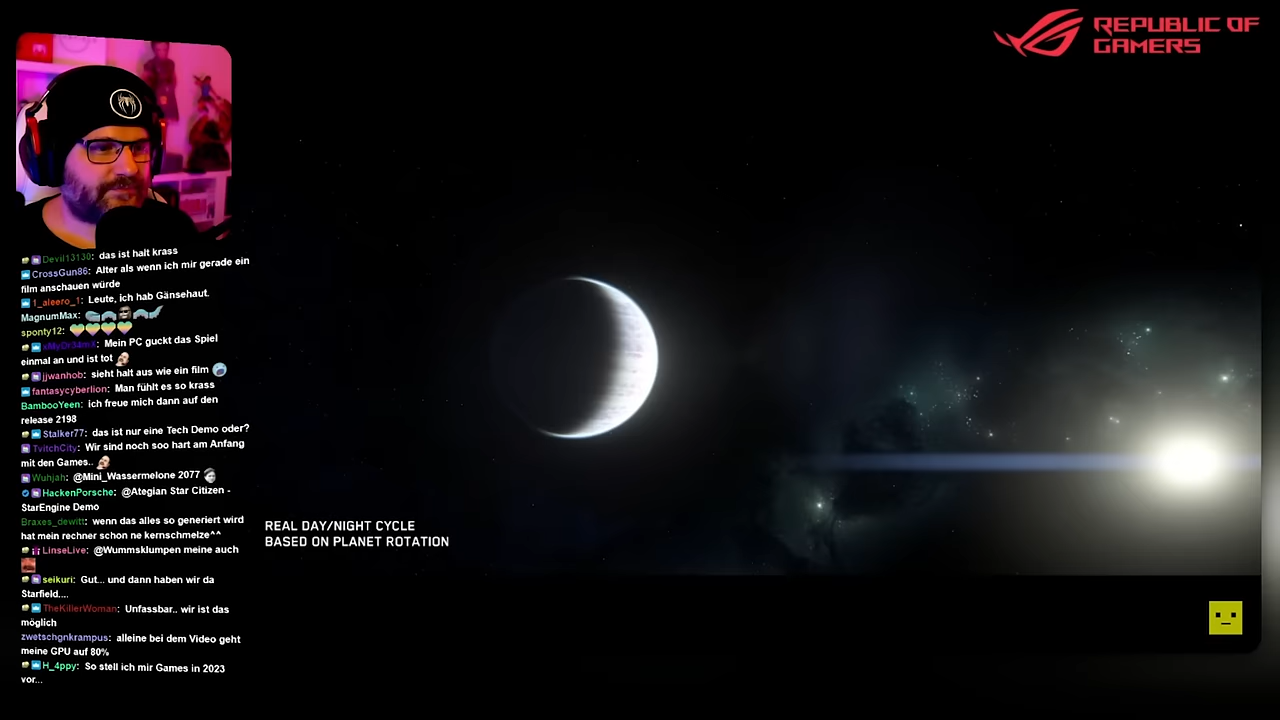 REPUBLIC OF
GAMERS
Devil13130: das ist halt krass
CrossGun86: Alter als wenn ich mir gerade ein
film anschauen würde
1_aleero_1: Leute, ich hab Gänsehaut.
MagnumMax:
sponty12:
xMyDr34mX: Mein PC guckt das Spiel
einmal an und ist tot
jjwanhob: sieht halt aus wie ein film
fantasycyberlion: Man fühlt es so krass
BambooYeen: ich freue mich dann auf den
release 2198
Stalker77: das ist nur eine Tech Demo oder?
TvitchCity: Wir sind noch soo hart am Anfang
mit den Games..
Wuhjah: @Mini_Wassermelone 2077
HackenPorsche: @Ategian Star Citizen -
StarEngine Demo
Braxes_dewitt: wenn das alles so generiert wird
hat mein rechner schon ne kernschmelze^^
LinseLive: @Wummsklumpen meine auch
seikuri: Gut... und dann haben wir da
Starfield....
TheKillerWoman: Unfassbar.. wir ist das
möglich
zwetschgnkrampus: alleine bei dem Video geht
meine GPU auf 80%
H_4ppy: So stell ich mir Games in 2023
vor...
REAL DAY/NIGHT CYCLE
BASED ON PLANET ROTATION